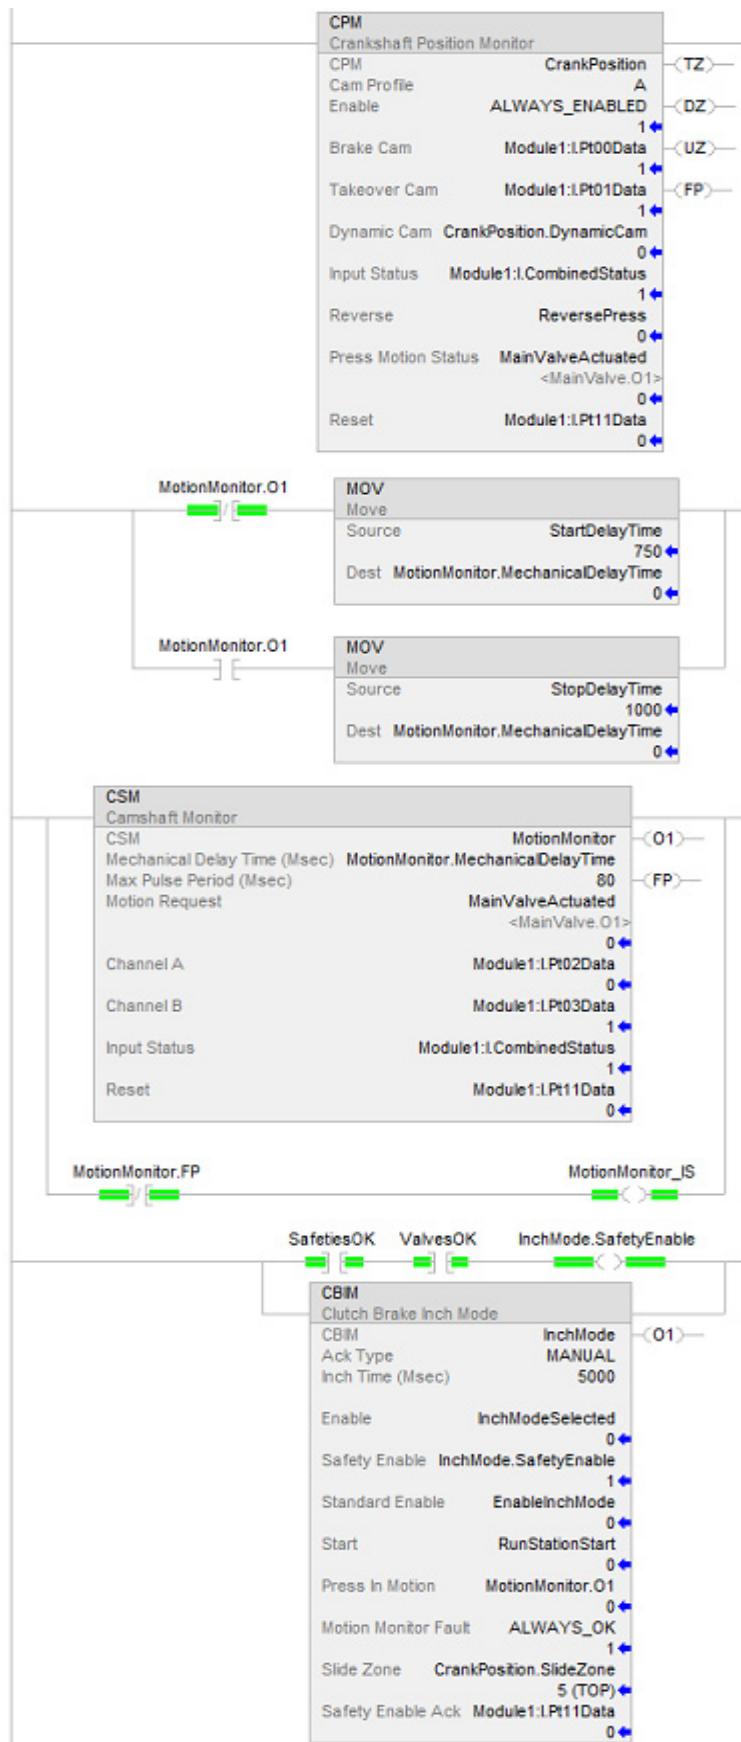 CPM
Crankshaft Position Monitor
CPM CrankPosition (TZ)
Cam Profile A
Enable ALWAYS_ENABLED (DZ)
1
Brake Cam Module1:I.Pt00Data (UZ)
1
Takeover Cam Module1:I.Pt01Data (FP)
1
Dynamic Cam CrankPosition.DynamicCam
0
Input Status Module1:I.CombinedStatus
1
Reverse ReversePress
0
Press Motion Status MainValveActuated
<MainValve.O1>
0
Reset Module1:I.Pt11Data
0
MotionMonitor.O1
MOV
Move
Source StartDelayTime
750
Dest MotionMonitor.MechanicalDelayTime
0
MotionMonitor.O1
MOV
Move
Source StopDelayTime
1000
Dest MotionMonitor.MechanicalDelayTime
0
CSM
Camshaft Monitor
CSM MotionMonitor (O1)
Mechanical Delay Time (Msec) MotionMonitor.MechanicalDelayTime
Max Pulse Period (Msec) 80 (FP)
Motion Request MainValveActuated
<MainValve.O1>
0
Channel A Module1:I.Pt02Data
0
Channel B Module1:I.Pt03Data
1
Input Status Module1:I.CombinedStatus
1
Reset Module1:I.Pt11Data
0
MotionMonitor.FP MotionMonitor_IS
SafetiesOK ValvesOK InchMode.SafetyEnable
CBIM
Clutch Brake Inch Mode
CBIM InchMode (O1)
Ack Type MANUAL
Inch Time (Msec) 5000
Enable InchModeSelected
0
Safety Enable InchMode.SafetyEnable
1
Standard Enable EnableInchMode
0
Start RunStationStart
0
Press In Motion MotionMonitor.O1
0
Motion Monitor Fault ALWAYS_OK
1
Slide Zone CrankPosition.SlideZone
5 (TOP)
Safety Enable Ack Module1:I.Pt11Data
0